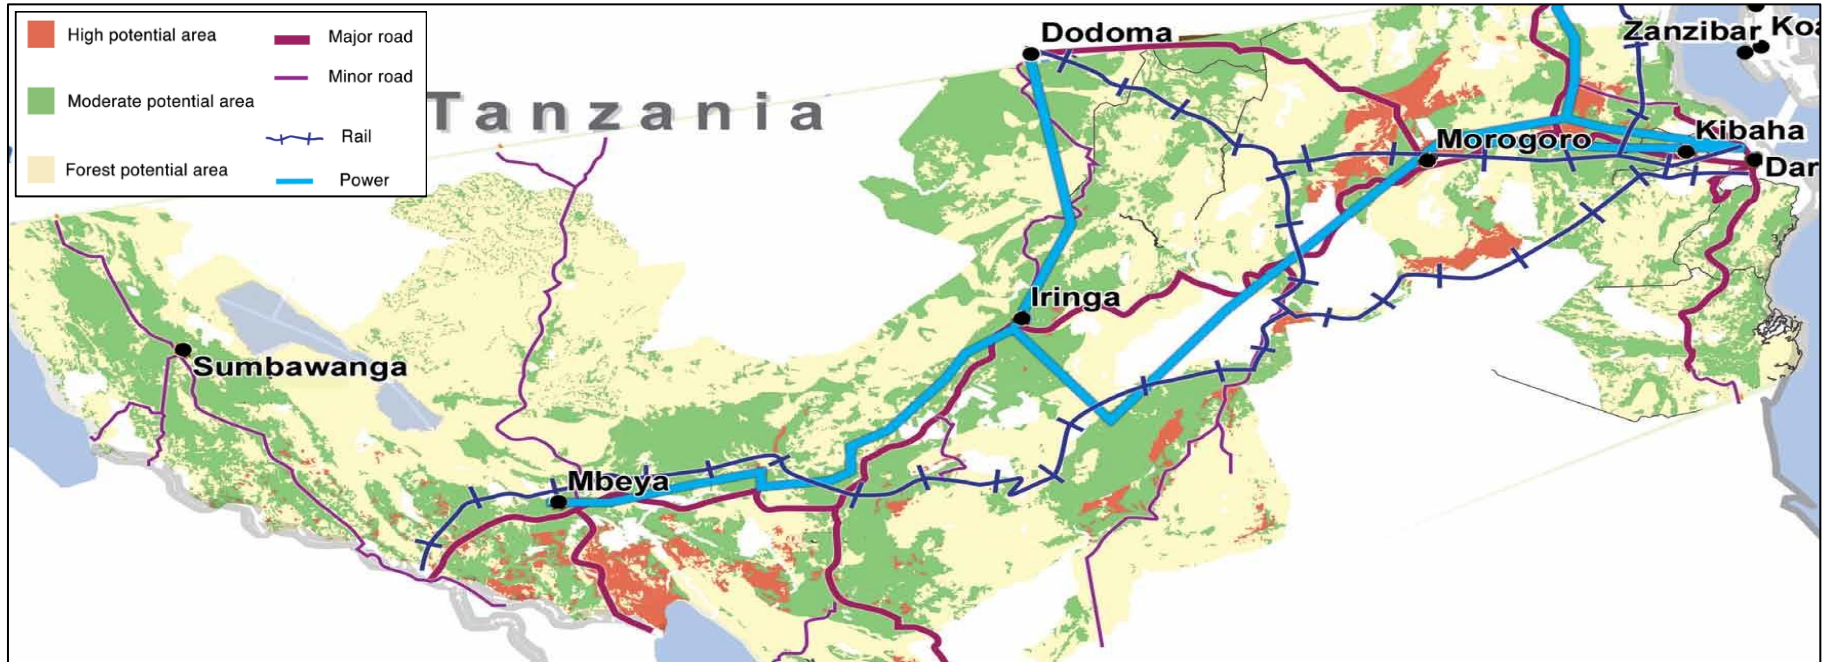 High potential area
Major road
Minor road
Moderate potential area
Rail
Forest potential area
Power
Tanzania
Dodoma
Zanzibar
Koa
Morogoro
Kibaha
Dar
Iringa
Sumbawanga
Mbeya